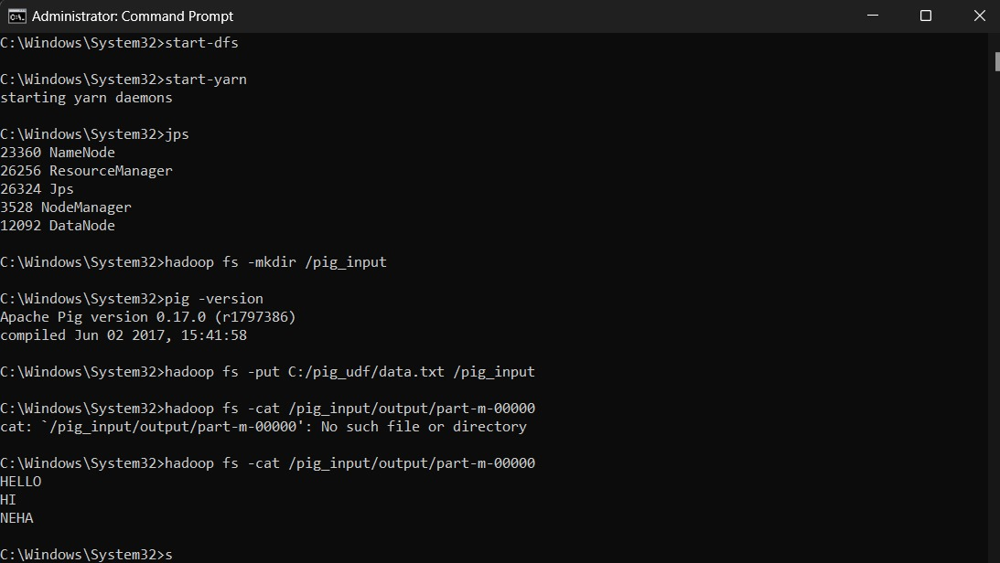 Administrator: Command Prompt
C:\Windows\System32>start-dfs
C:\Windows\System32>start-yarn
starting yarn daemons
C:\Windows\System32>jps
23360 NameNode
26256 ResourceManager
26324 Jps
3528 NodeManager
12092 DataNode
C:\Windows\System32>hadoop fs -mkdir /pig_input
C:\Windows\System32>pig -version
Apache Pig version 0.17.0 (r1797386)
compiled Jun 02 2017, 15:41:58
C:\Windows\System32>hadoop fs -put C:/pig_udf/data.txt /pig_input
C:\Windows\System32>hadoop fs -cat /pig_input/output/part-m-00000
cat: `/pig_input/output/part-m-00000': No such file or directory
C:\Windows\System32>hadoop fs -cat /pig_input/output/part-m-00000
HELLO
HI
NEHA
C:\Windows\System32>s